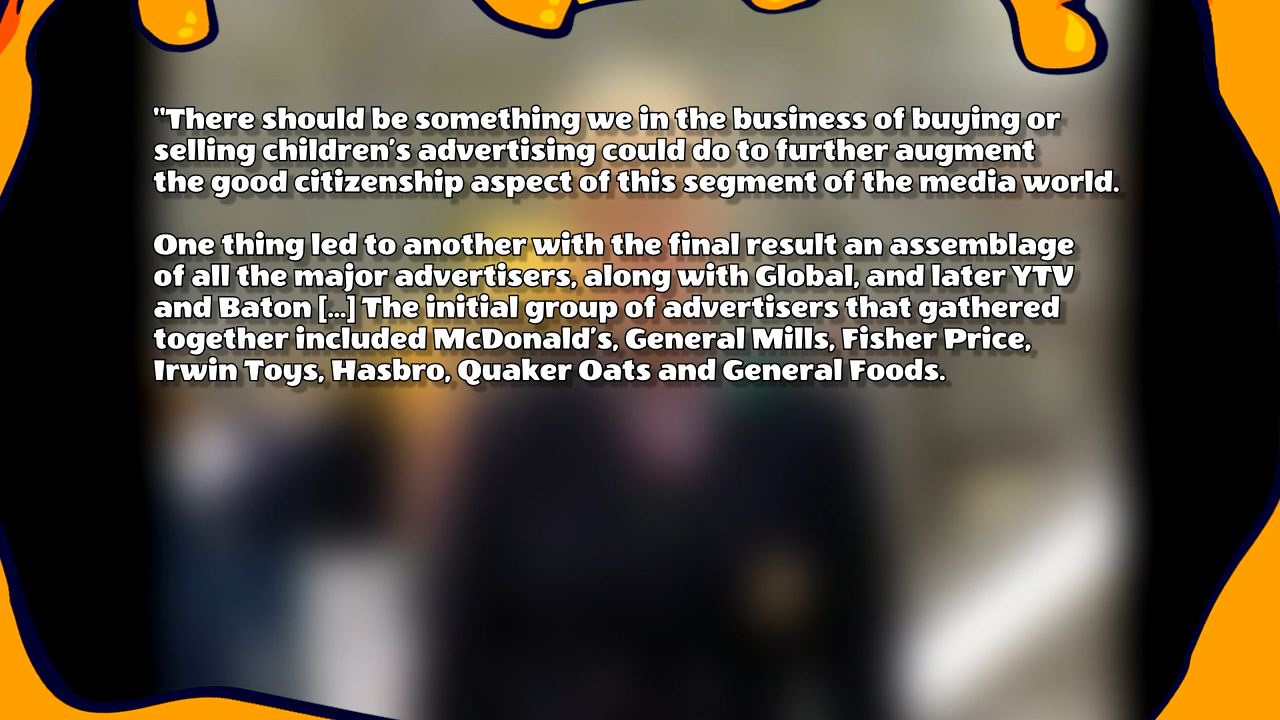 "There should be something we in the business of buying or
selling children's advertising could do to further augment
the good citizenship aspect of this segment of the media world.
One thing led to another with the final result an assemblage
of all the major advertisers, along with Global, and later YTV
and Baton [...] The initial group of advertisers that gathered
together included McDonald's, General Mills, Fisher Price,
Irwin Toys, Hasbro, Quaker Oats and General Foods.